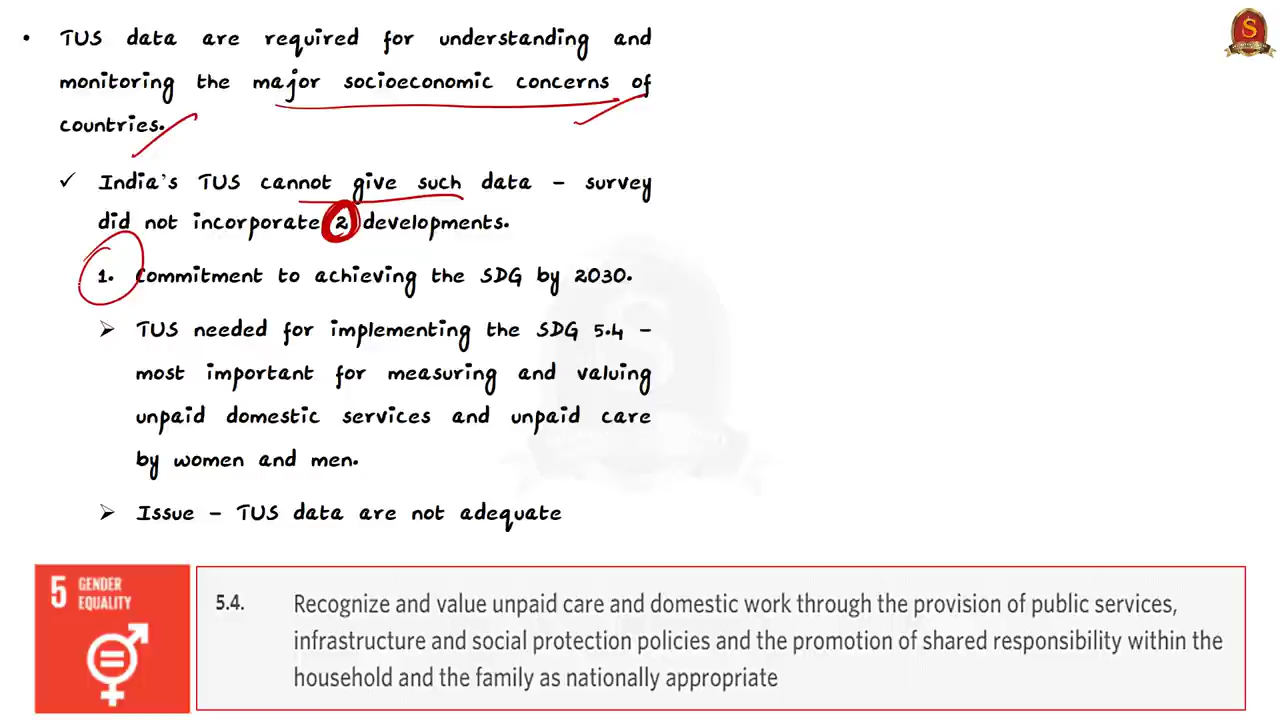 • TUS data are required for understanding and
monitoring the major socioeconomic concerns of
countries.
✓ India's TUS cannot give such data – survey
did not incorporate 2 developments.
1. Commitment to achieving the SDG by 2030.
➢ TUS needed for implementing the SDG 5.4 –
most important for measuring and valuing
unpaid domestic services and unpaid care
by women and men.
➢ Issue – TUS data are not adequate
5 GENDER
EQUALITY
5.4. Recognize and value unpaid care and domestic work through the provision of public services,
infrastructure and social protection policies and the promotion of shared responsibility within the
household and the family as nationally appropriate
S